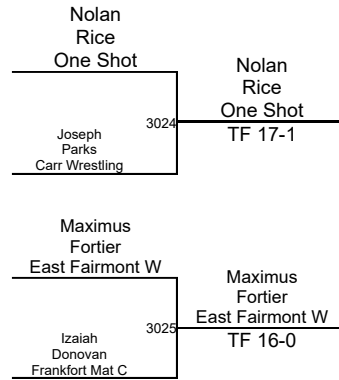 Nolan
Rice
One Shot
Joseph
Parks
Carr Wrestling
3024
Nolan
Rice
One Shot
TF 17-1
Maximus
Fortier
East Fairmont W
Izaiah
Donovan
Frankfort Mat C
3025
Maximus
Fortier
East Fairmont W
TF 16-0